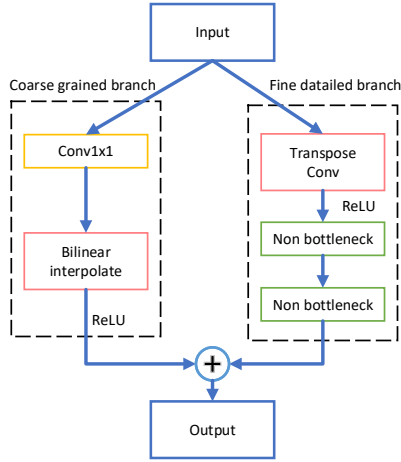 Input
Coarse grained branch
Fine datailed branch
Conv1x1
Bilinear
interpolate
ReLU
Transpose
Conv
ReLU
Non bottleneck
Non bottleneck
+
Output